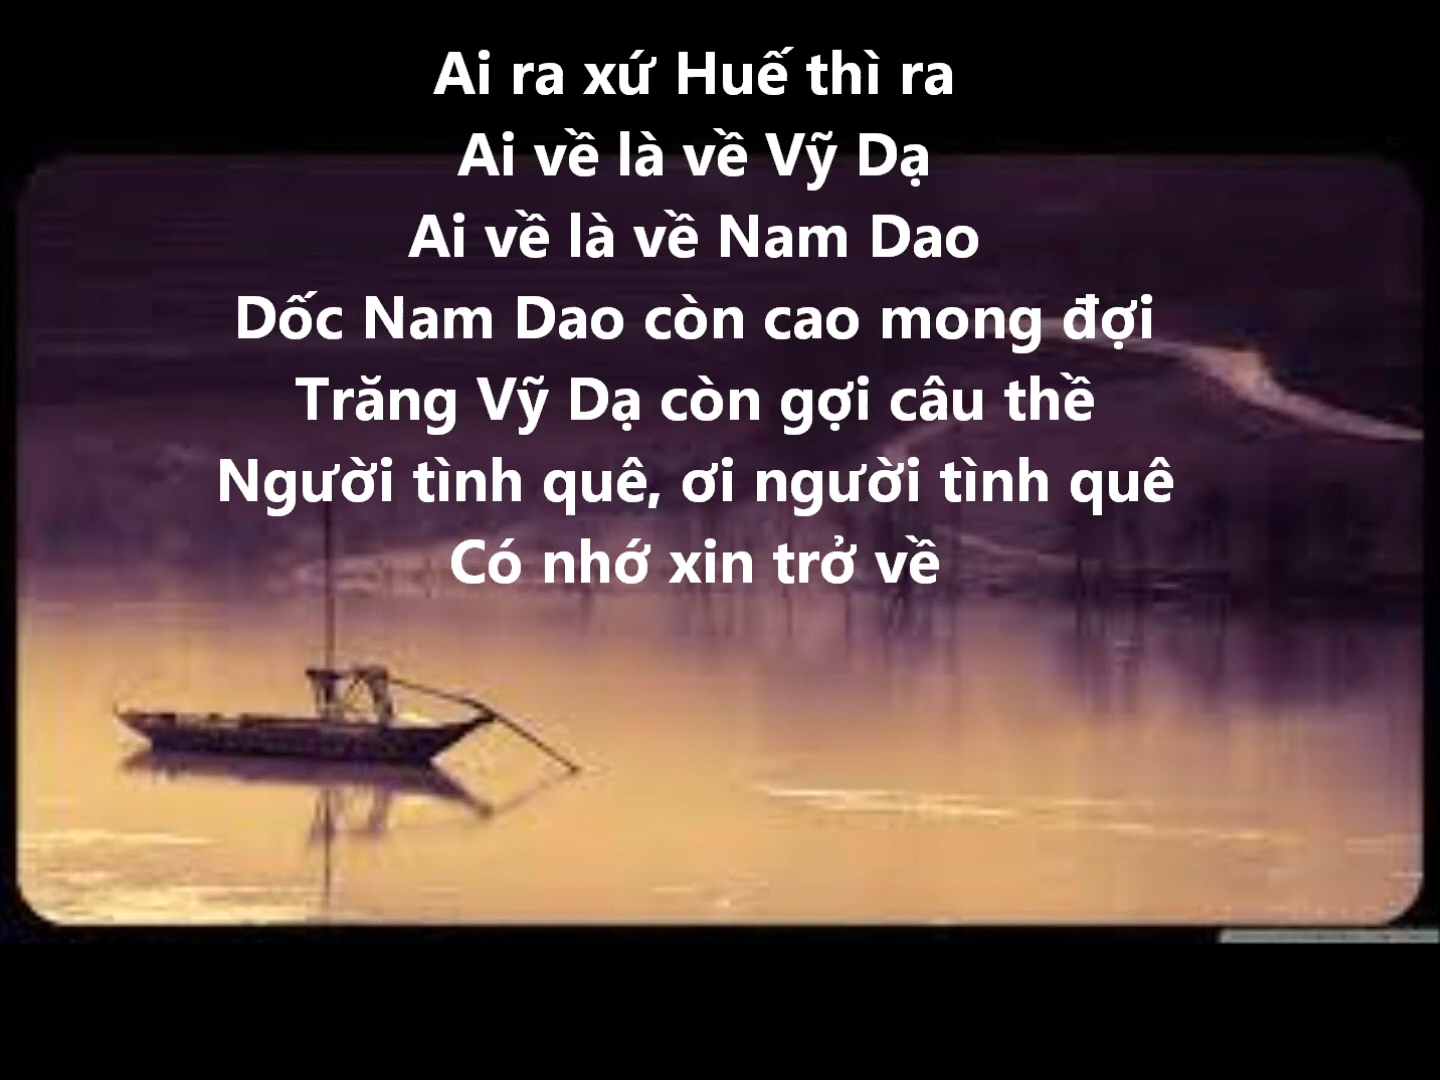 Ai ra xứ Huế thì ra
Ai về là về Vỹ Dạ
Ai về là về Nam Dao
Dốc Nam Dao còn cao mong đợi
Trăng Vỹ Dạ còn gợi câu thề
Người tình quê, ơi người tình quê
Có nhớ xin trở về